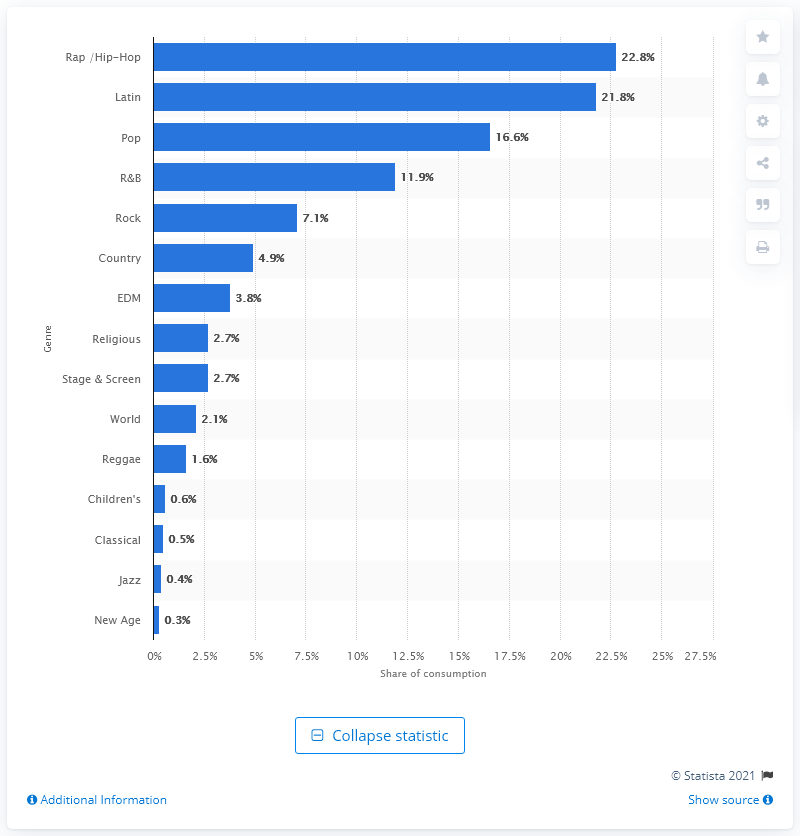 Rap /Hip-Hop 22.8%
Latin 21.8%
Pop 16.6%
R&B 11.9%
Rock 7.1%
Country 4.9%
EDM 3.8%
Genre
Religious 2.7%
Stage & Screen 2.7%
World 2.1%
Reggae 1.6%
Children's 0.6%
Classical 0.5%
Jazz 0.4%
New Age 0.3%
0% 2.5% 5% 7.5% 10% 12.5% 15% 17.5% 20% 22.5% 25% 27.5%
Share of consumption
Collapse statistic
© Statista 2021
Additional Information Show source